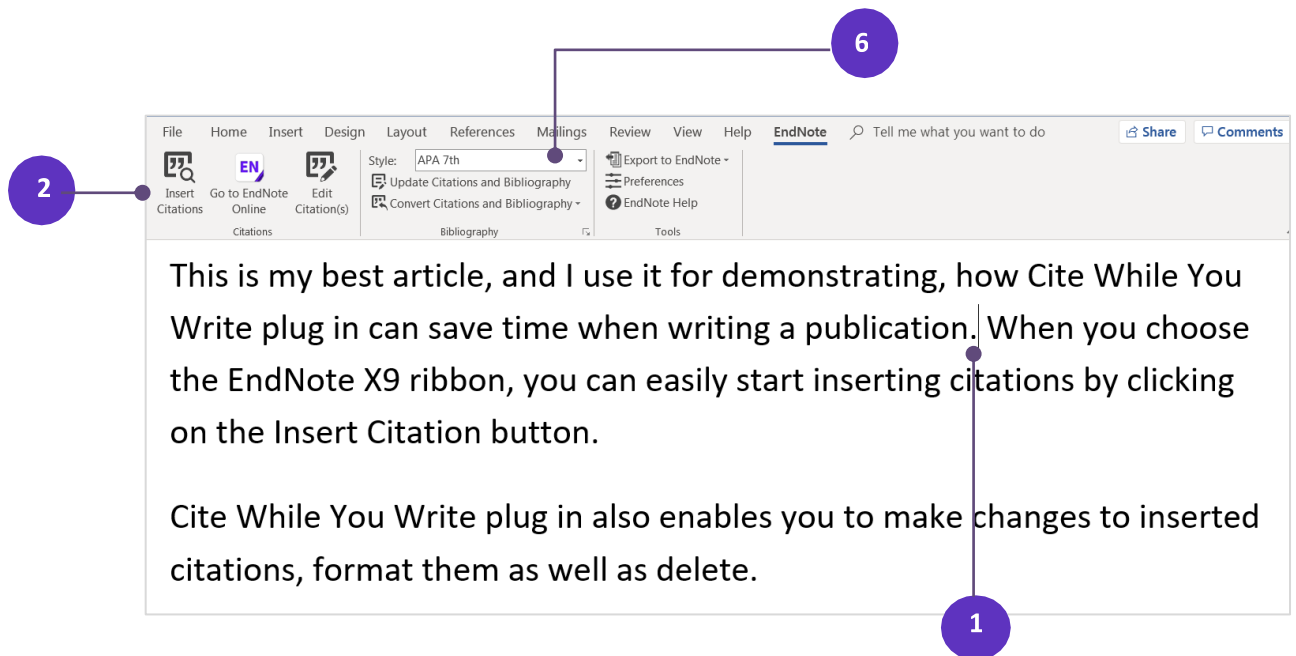 6
File Home Insert Design Layout References Mailings Review View Help EndNote Tell me what you want to do Share Comments
2
Insert Citations
EN
Go to EndNote Online
Edit Citation(s)
Citations
Style: APA 7th
Update Citations and Bibliography
Convert Citations and Bibliography
Bibliography
Export to EndNote
Preferences
EndNote Help
Tools
This is my best article, and I use it for demonstrating, how Cite While You
Write plug in can save time when writing a publication. When you choose
the EndNote X9 ribbon, you can easily start inserting citations by clicking
on the Insert Citation button.
Cite While You Write plug in also enables you to make changes to inserted
citations, format them as well as delete.
1